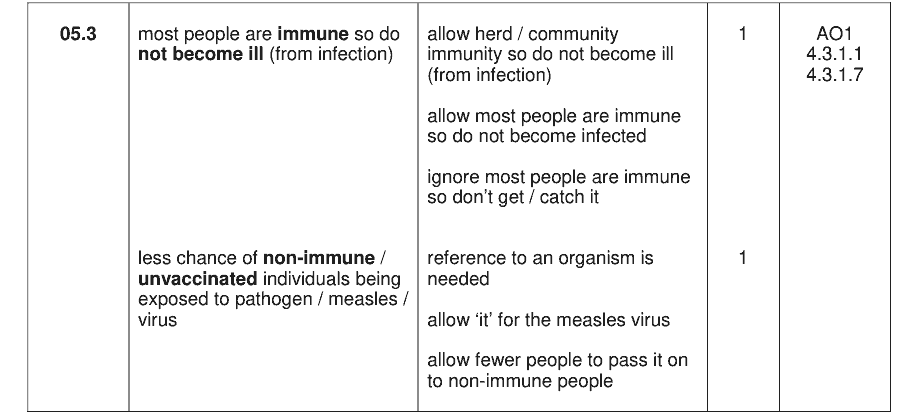 05.3
most people are immune so do
not become ill (from infection)
allow herd / community
immunity so do not become ill
(from infection)
allow most people are immune
so do not become infected
ignore most people are immune
so don’t get / catch it
1
AO1
4.3.1.1
4.3.1.7
less chance of non-immune /
unvaccinated individuals being
exposed to pathogen / measles /
virus
reference to an organism is
needed
allow ‘it’ for the measles virus
allow fewer people to pass it on
to non-immune people
1